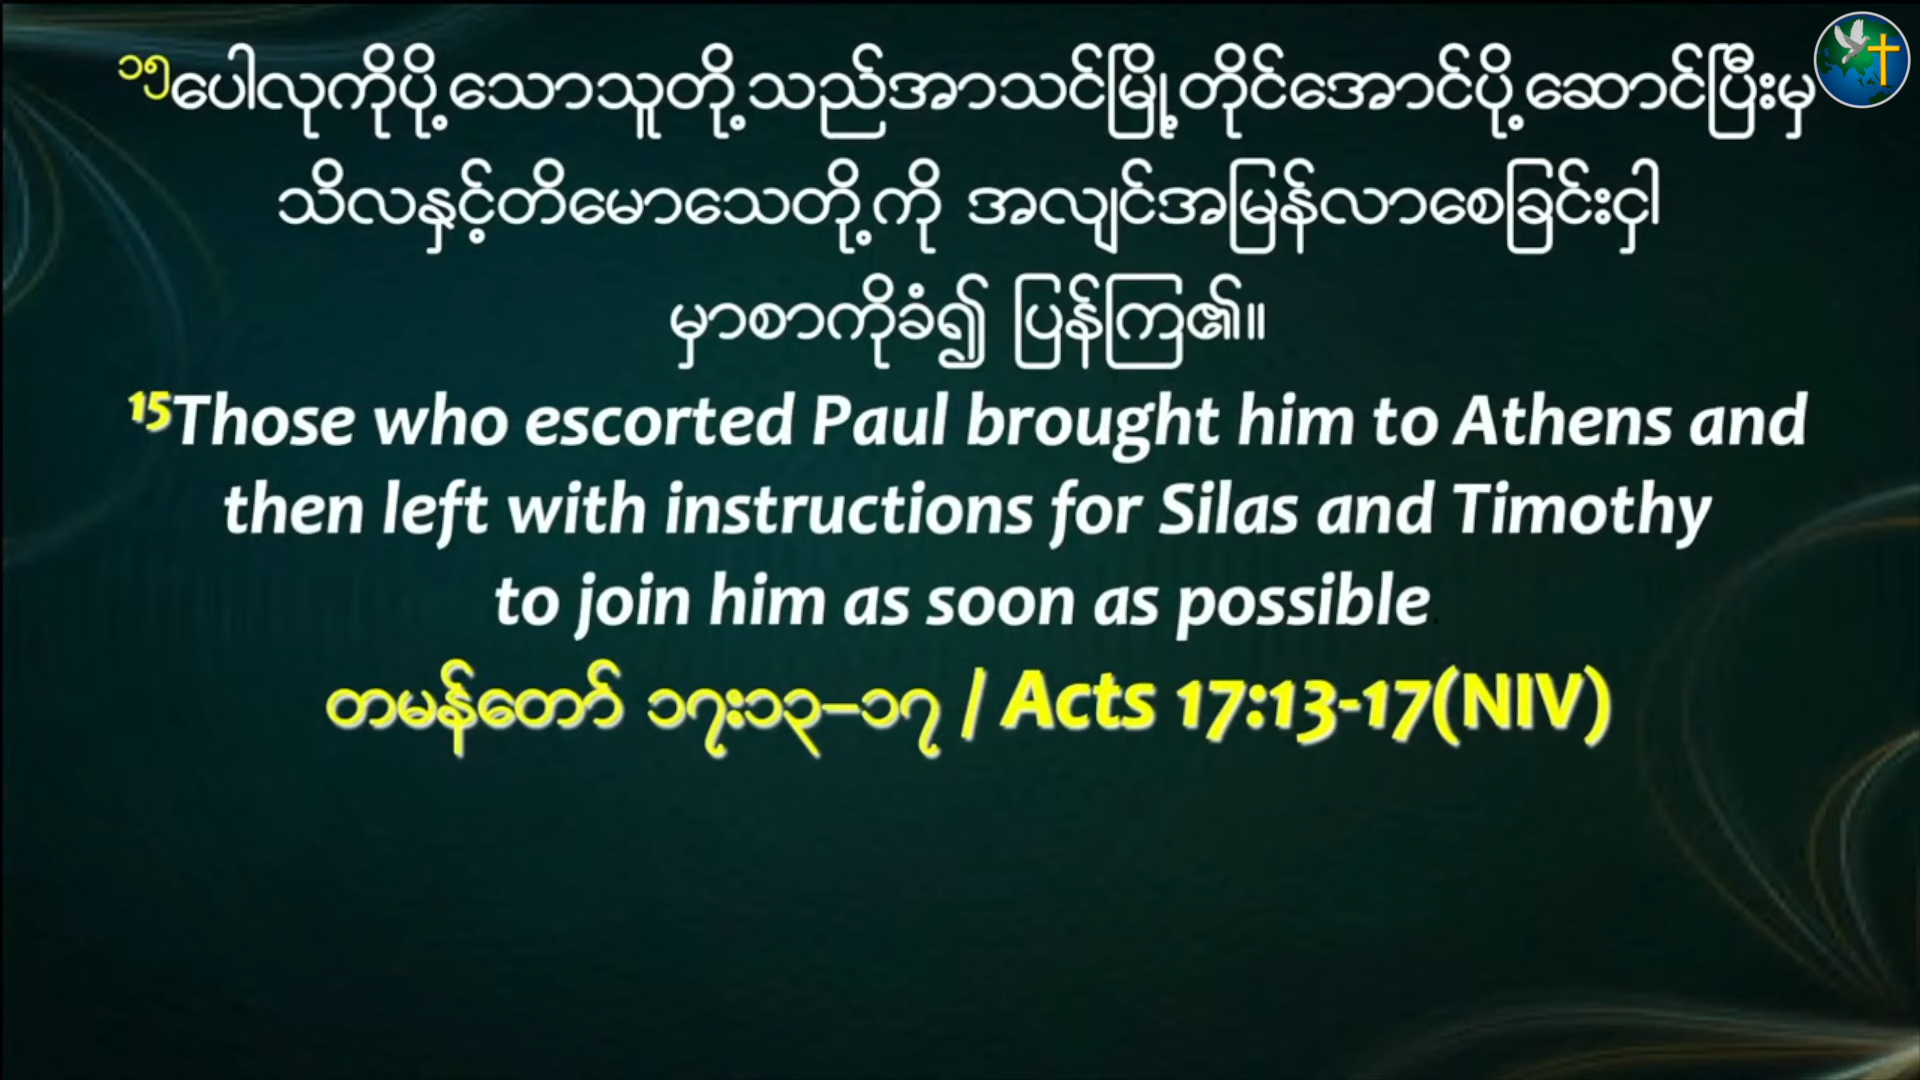 ၁၅ပေါလုကိုပို့သောသူတို့သည်အာသင်မြို့တိုင်အောင်ပို့ဆောင်ပြီးမှ
သိလနှင့်တိမောသေတို့ကို အလျင်အမြန်လာစေခြင်းငှါ
မှာစာကိုခံ၍ ပြန်ကြ၏။
15Those who escorted Paul brought him to Athens and
then left with instructions for Silas and Timothy
to join him as soon as possible.
တမန်တော် ၁၇း၁၃–၁၇ / Acts 17:13-17(NIV)